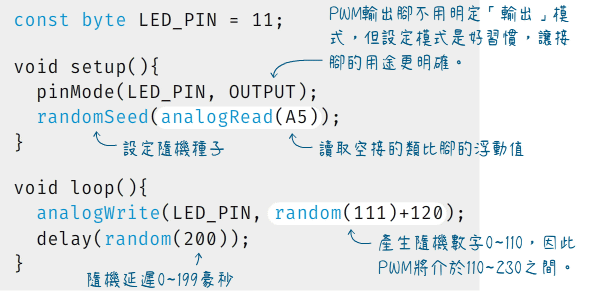 const byte LED_PIN = 11;
PWM輸出腳不用明定「輸出」模
式，但設定模式是好習慣，讓接
腳的用途更明確。
void setup(){
pinMode(LED_PIN, OUTPUT);
randomSeed(analogRead(A5));
設定隨機種子
讀取空接的類比腳的浮動值
}
void loop(){
analogWrite(LED_PIN, random(111)+120);
delay(random(200));
產生隨機數字0~110，因此
PWM將介於110~230之間。
}
隨機延遲0~199豪秒